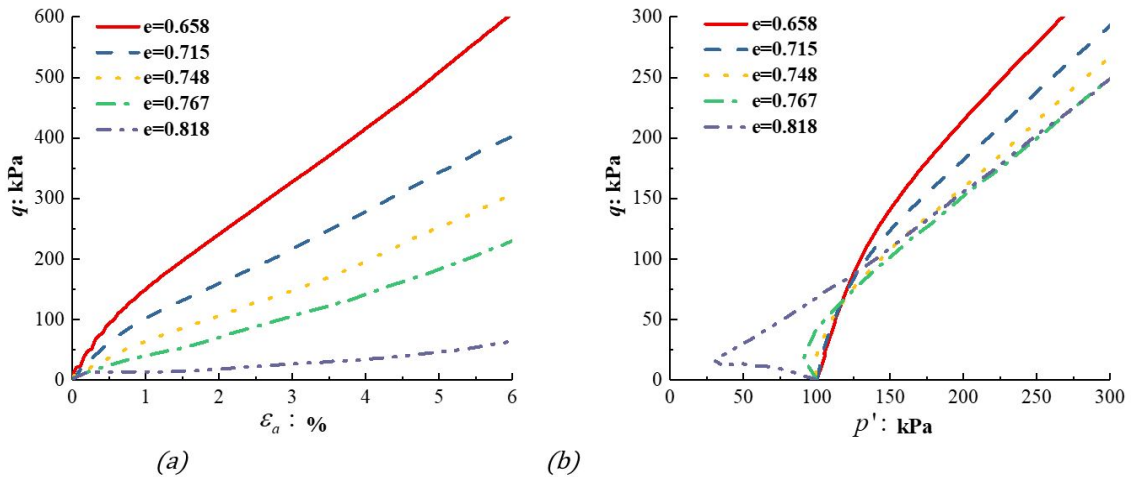 600
500
400
300
200
100
0
q: kPa
e=0.658
e=0.715
e=0.748
e=0.767
e=0.818
0 1 2 3 4 5 6
εa : %
(a)
300
250
200
150
100
50
0
q: kPa
e=0.658
e=0.715
e=0.748
e=0.767
e=0.818
0 50 100 150 200 250 300
p': kPa
(b)